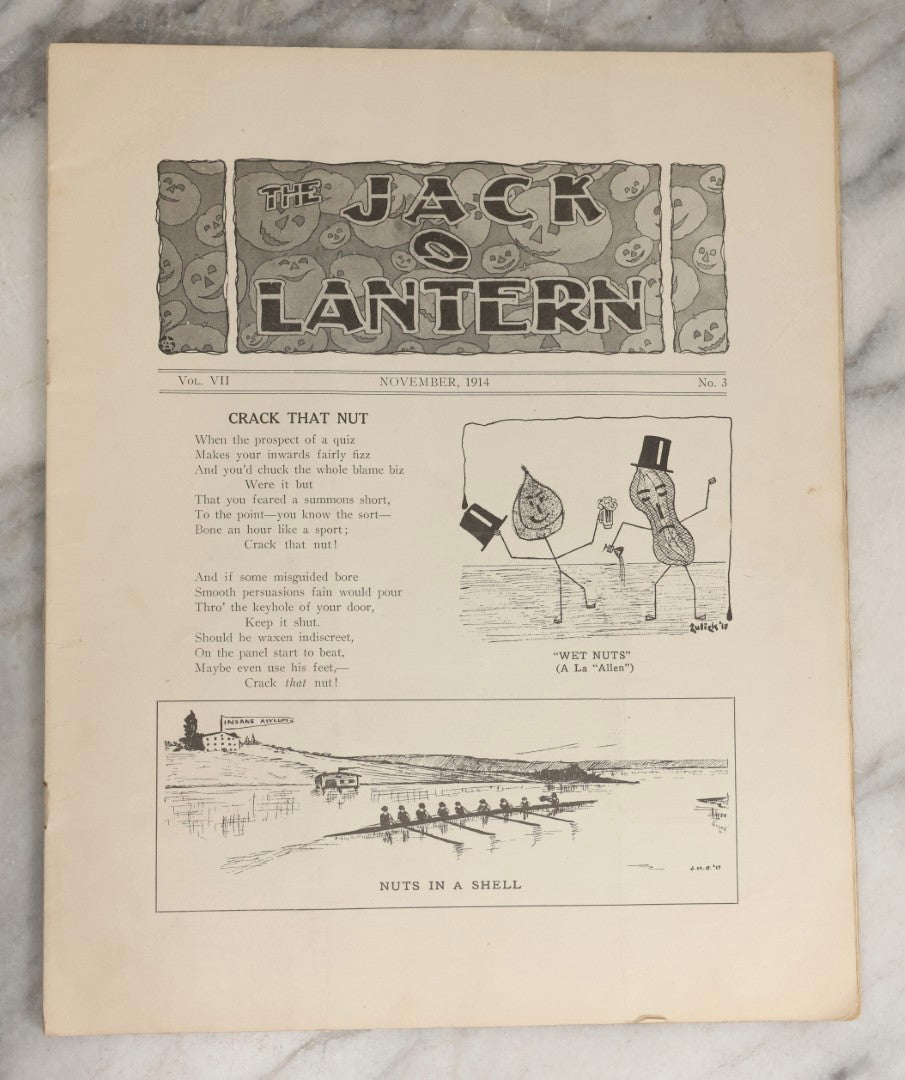 THE JACK
O
LANTERN
VOL. VII NOVEMBER, 1914 No. 3
CRACK THAT NUT
When the prospect of a quiz
Makes your inwards fairly fizz
And you'd chuck the whole blame biz
Were it but
That you feared a summons short,
To the point—you know the sort—
Bone an hour like a sport;
Crack that nut!
And if some misguided bore
Smooth persuasions fain would pour
Thro' the keyhole of your door,
Keep it shut.
Should he waxen indiscreet,
On the panel start to beat,
Maybe even use his feet,—
Crack that nut!
Zulick '15
"WET NUTS"
(A La "Allen")
INSANE ASYLUM
NUTS IN A SHELL